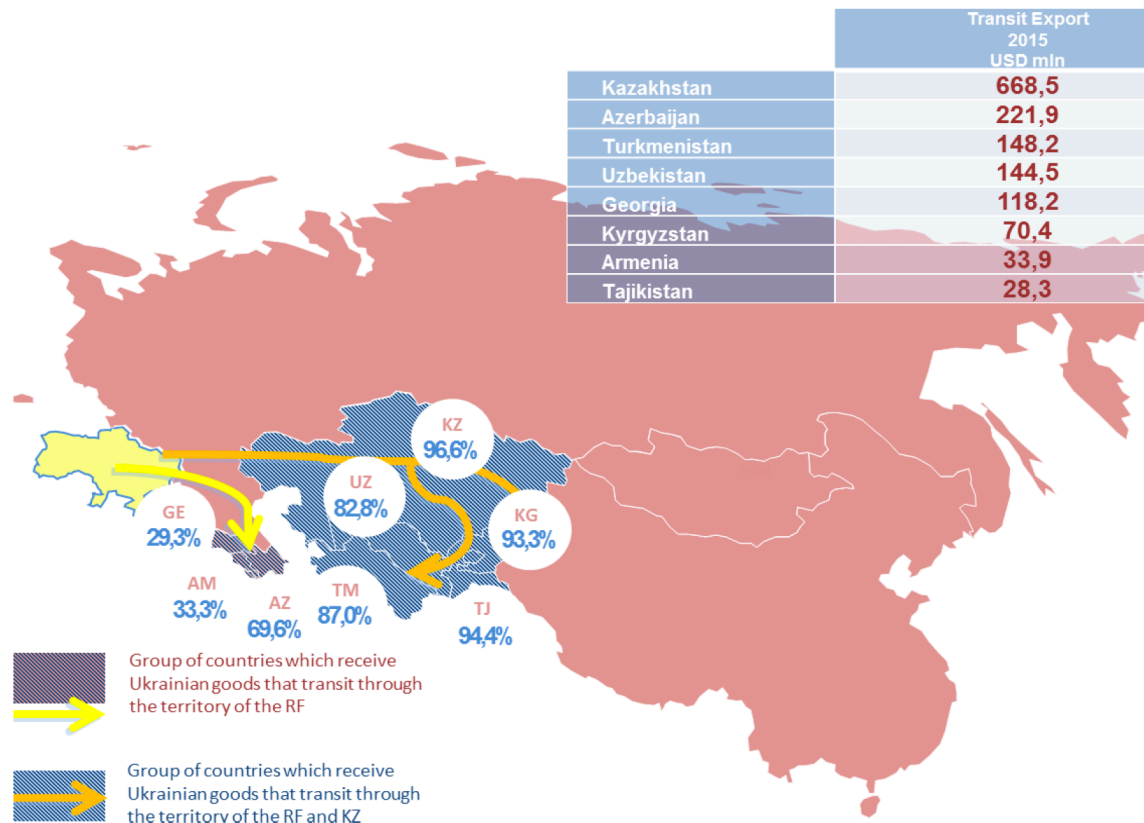 Transit Export
2015
USD mln
Kazakhstan 668,5
Azerbaijan 221,9
Turkmenistan 148,2
Uzbekistan 144,5
Georgia 118,2
Kyrgyzstan 70,4
Armenia 33,9
Tajikistan 28,3
KZ
96,6%
UZ
82,8%
GE
29,3%
KG
93,3%
AM
33,3%
AZ
69,6%
TM
87,0%
TJ
94,4%
Group of countries which receive
Ukrainian goods that transit through
the territory of the RF
Group of countries which receive
Ukrainian goods that transit through
the territory of the RF and KZ